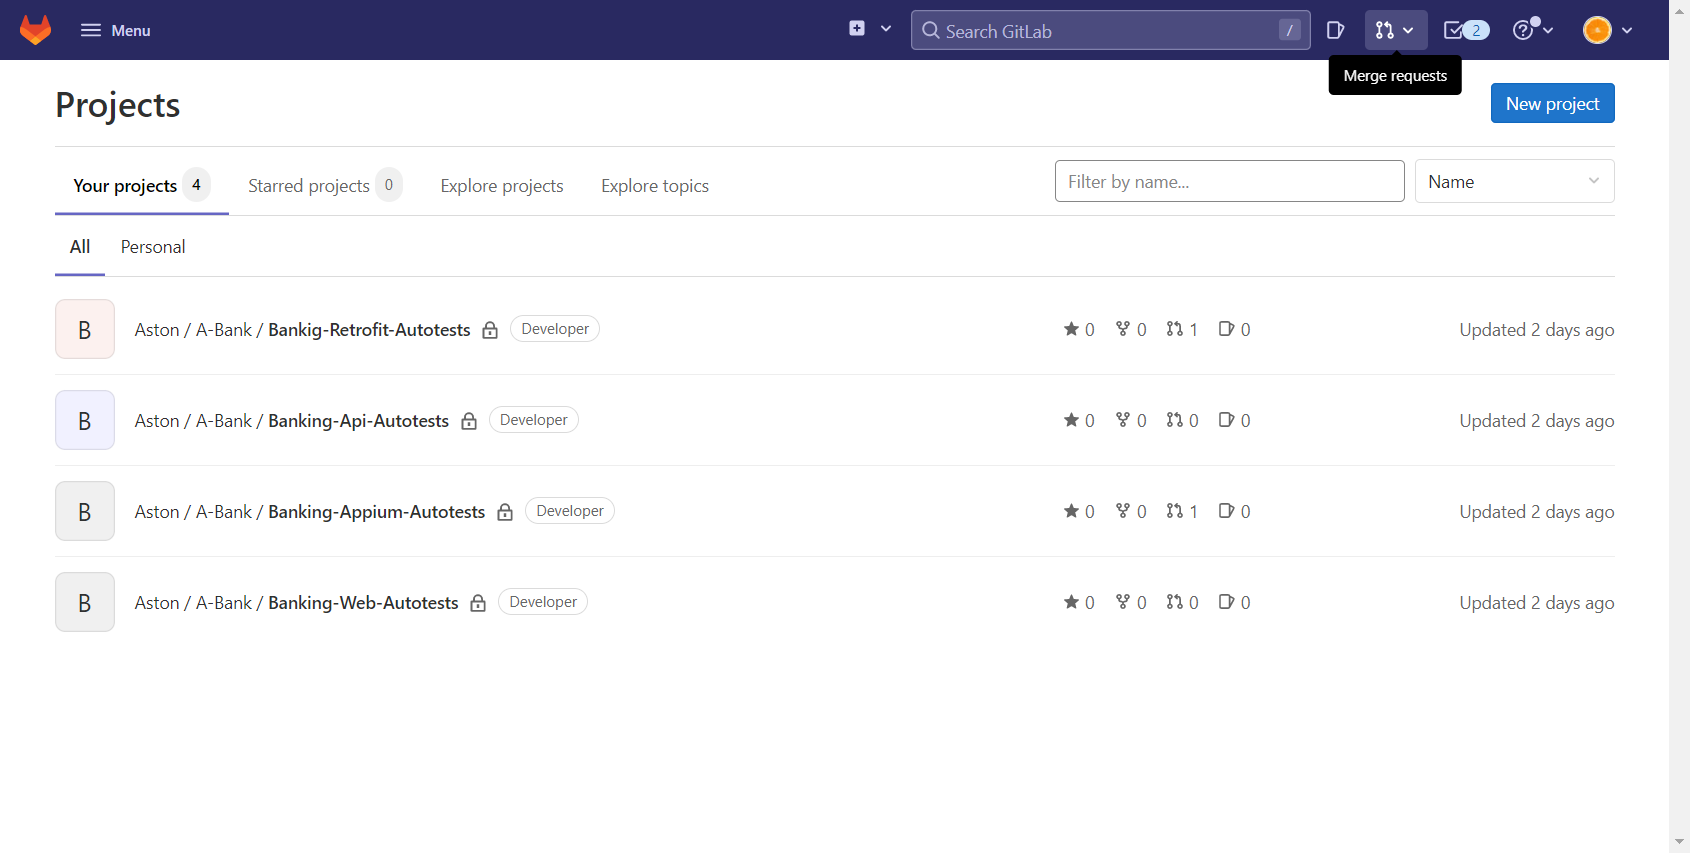 Menu
Search GitLab /
2
Merge requests
Projects
New project
Your projects 4 Starred projects 0 Explore projects Explore topics
Filter by name... Name
All Personal
B Aston / A-Bank / Bankig-Retrofit-Autotests Developer 0 0 1 0 Updated 2 days ago
B Aston / A-Bank / Banking-Api-Autotests Developer 0 0 0 0 Updated 2 days ago
B Aston / A-Bank / Banking-Appium-Autotests Developer 0 0 1 0 Updated 2 days ago
B Aston / A-Bank / Banking-Web-Autotests Developer 0 0 0 0 Updated 2 days ago